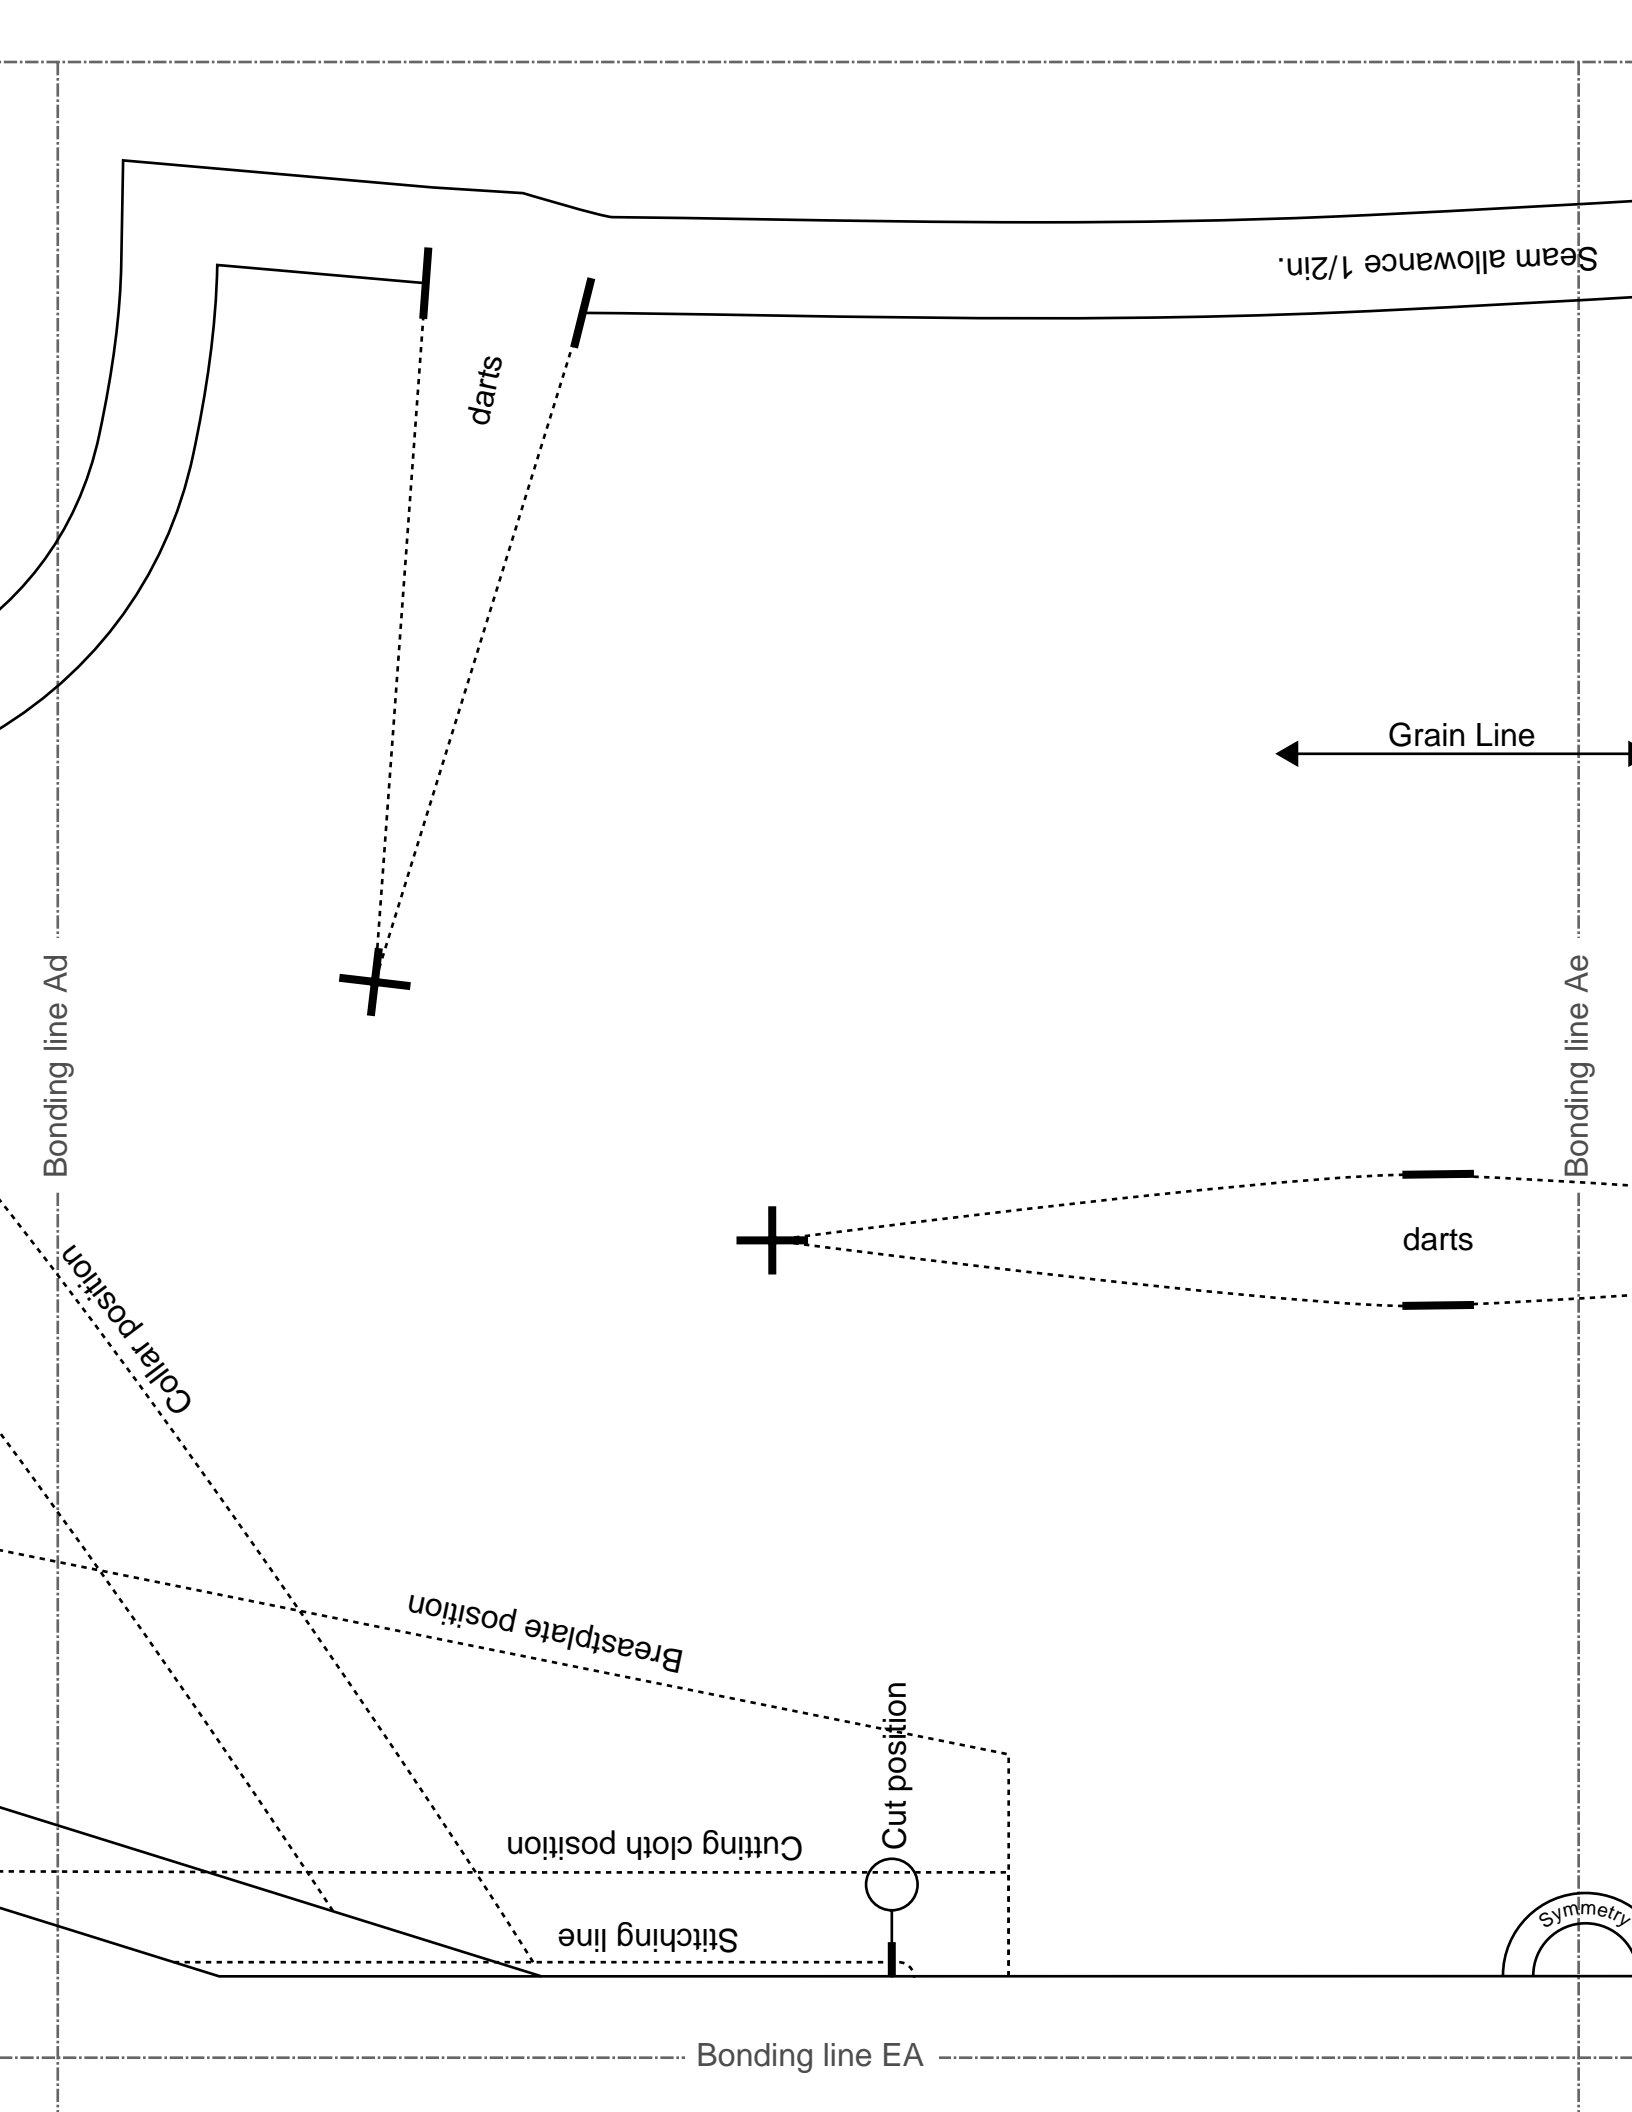 Seam allowance 1/2in.
darts
Grain Line
Bonding line Ad
Bonding line Ae
darts
Collar position
Breastplate position
Cut position
Cutting cloth position
Stitching line
Symmetry
Bonding line EA